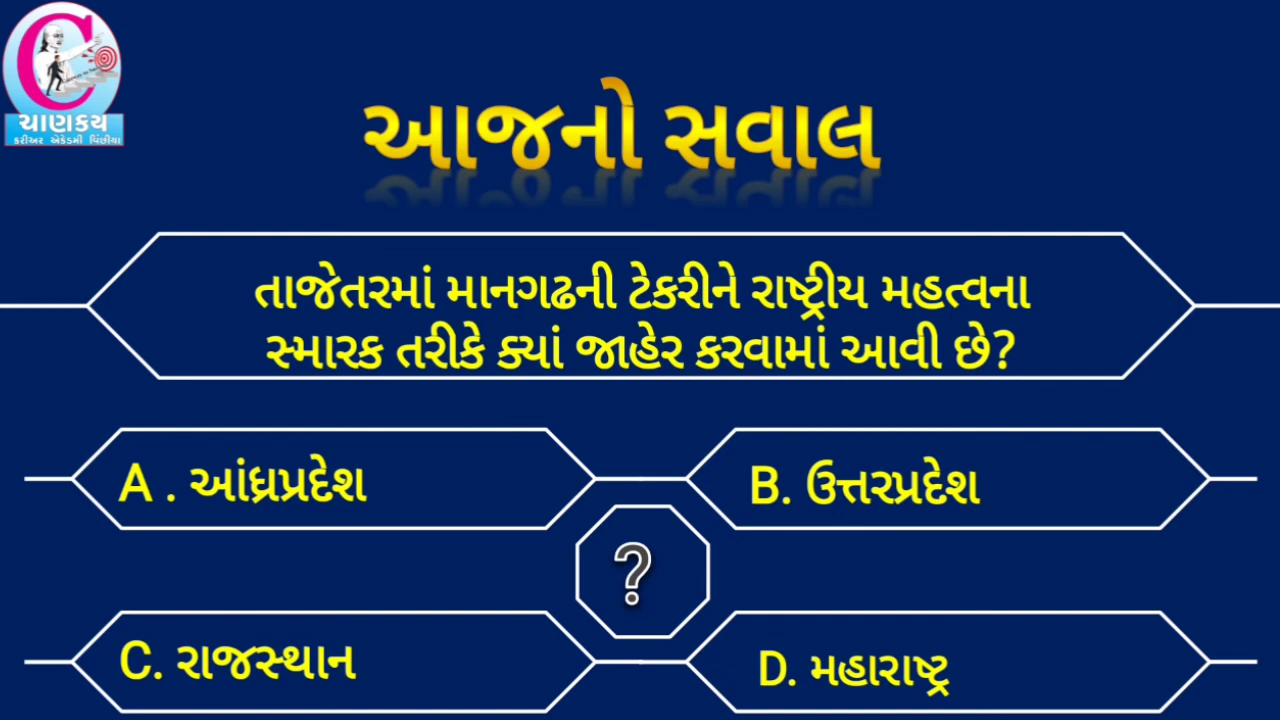 ચાણક્ય
કરીઅર એકેડમી વિંછીયા
આજનો સવાલ
તાજેતરમાં માનગઢની ટેકરીને રાષ્ટ્રીય મહત્વના
સ્મારક તરીકે ક્યાં જાહેર કરવામાં આવી છે?
A . આંધ્રપ્રદેશ
B. ઉત્તરપ્રદેશ
?
C. રાજસ્થાન
D. મહારાષ્ટ્ર